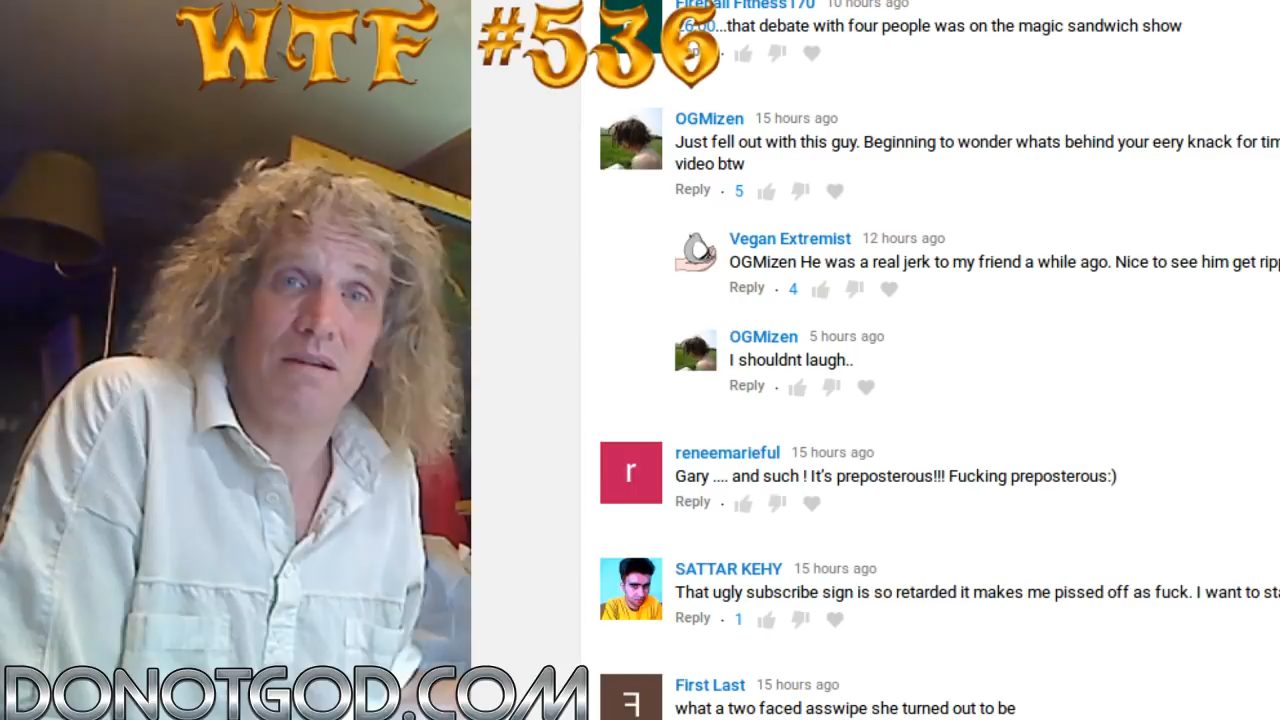 WTF #536
Fireball Fitness170 10 hours ago
...that debate with four people was on the magic sandwich show
OGMizen 15 hours ago
Just fell out with this guy. Beginning to wonder whats behind your eery knack for
video btw
Reply · 5
Vegan Extremist 12 hours ago
OGMizen He was a real jerk to my friend a while ago. Nice to see him get
Reply · 4
OGMizen 5 hours ago
I shouldnt laugh..
Reply ·
r
reneemarieful 15 hours ago
Gary .... and such ! It's preposterous!!! Fucking preposterous:)
Reply ·
SATTAR KEHY 15 hours ago
That ugly subscribe sign is so retarded it makes me pissed off as fuck. I want to
Reply · 1
First Last 15 hours ago
what a two faced asswipe she turned out to be
DONOTGOD.COM